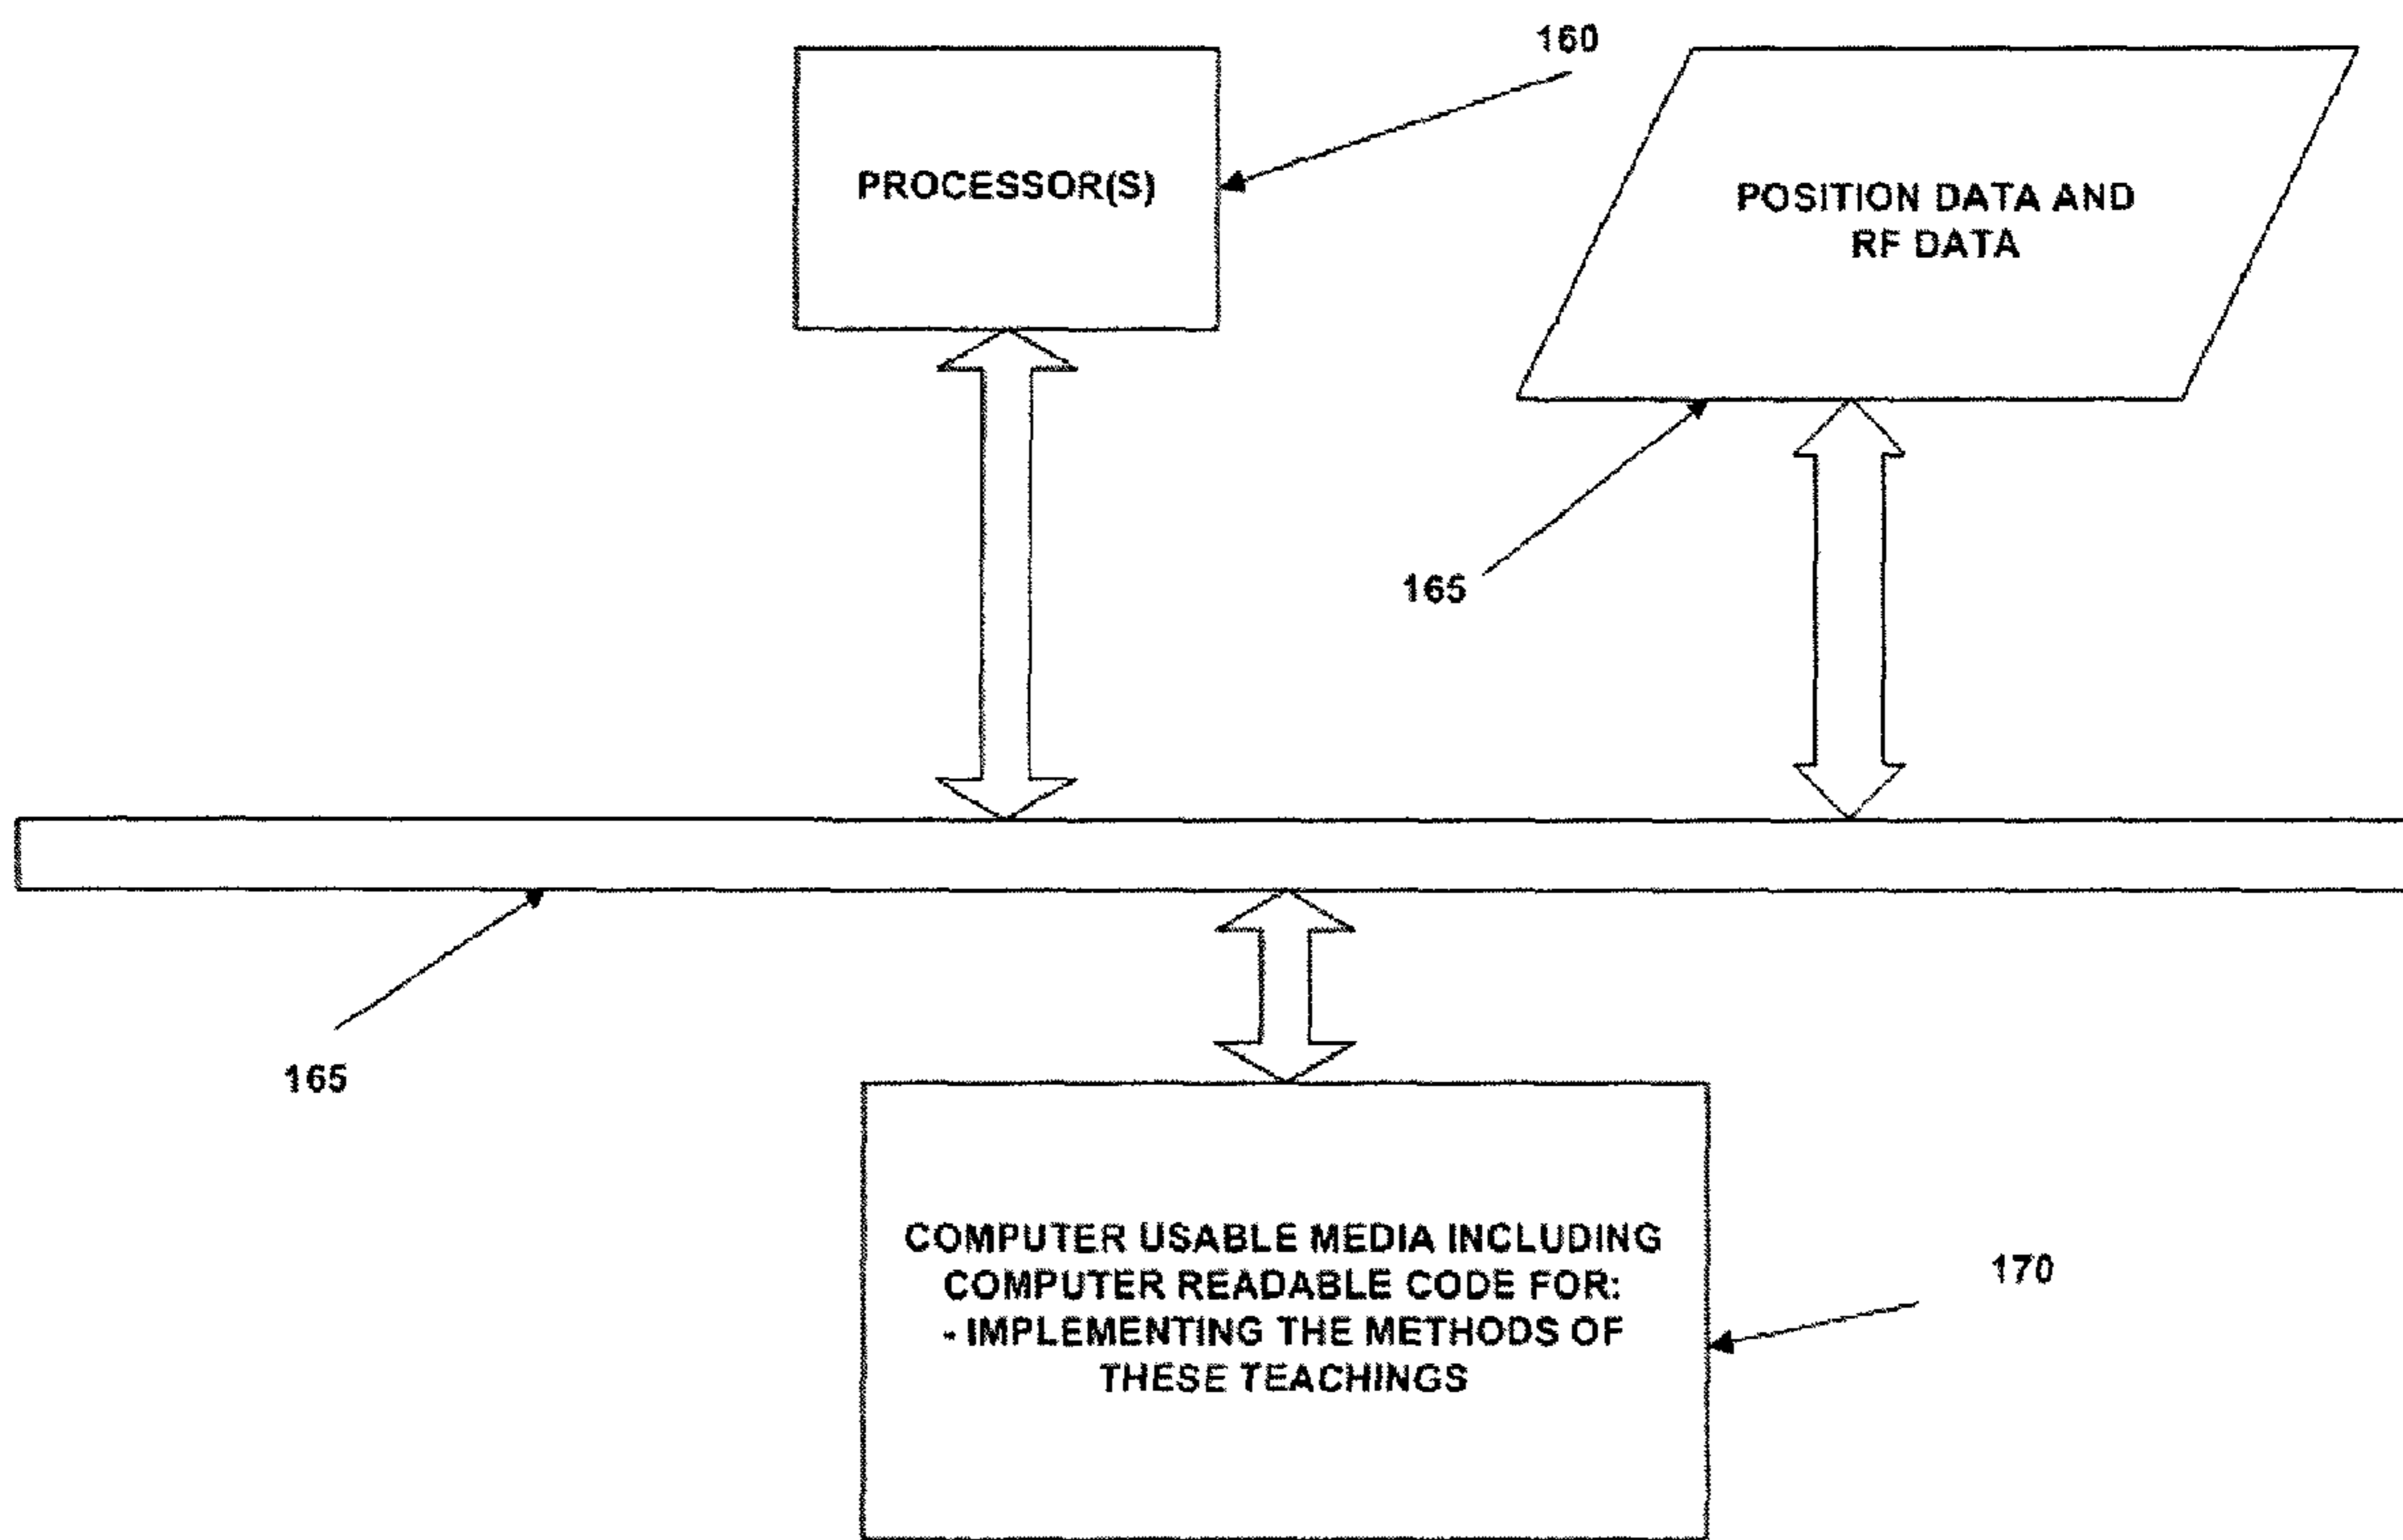 160
PROCESSOR(S)
POSITION DATA AND
RF DATA
165
165
COMPUTER USABLE MEDIA INCLUDING
COMPUTER READABLE CODE FOR:
- IMPLEMENTING THE METHODS OF
THESE TEACHINGS
170